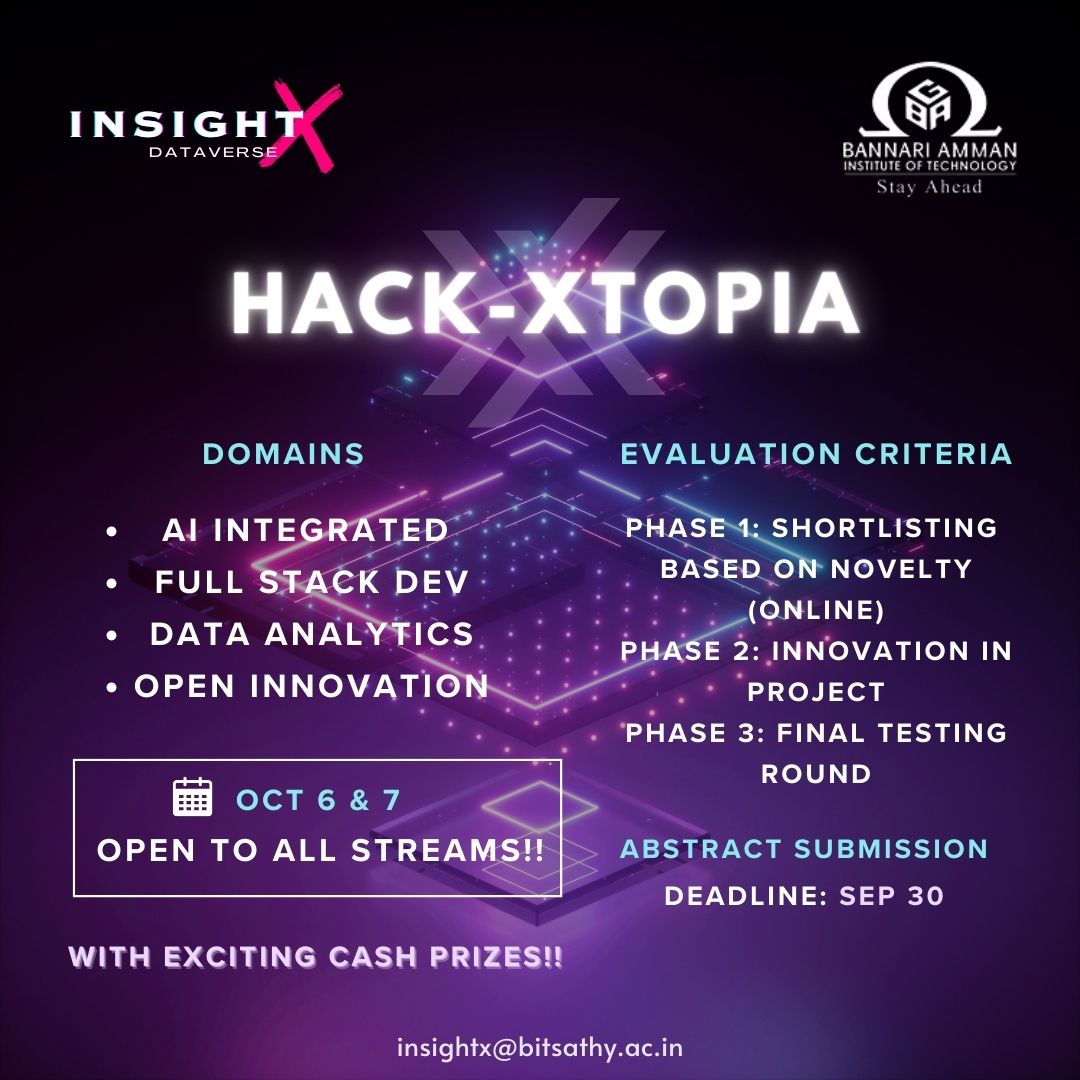 INSIGHTX
DATAVERSE
GBA
BANNARI AMMAN
INSTITUTE OF TECHNOLOGY
Stay Ahead
HACK-XTOPIA
DOMAINS
• AI INTEGRATED
• FULL STACK DEV
• DATA ANALYTICS
• OPEN INNOVATION
OCT 6 & 7
OPEN TO ALL STREAMS!!
WITH EXCITING CASH PRIZES!!
EVALUATION CRITERIA
PHASE 1: SHORTLISTING
BASED ON NOVELTY
(ONLINE)
PHASE 2: INNOVATION IN
PROJECT
PHASE 3: FINAL TESTING
ROUND
ABSTRACT SUBMISSION
DEADLINE: SEP 30
insightx@bitsathy.ac.in